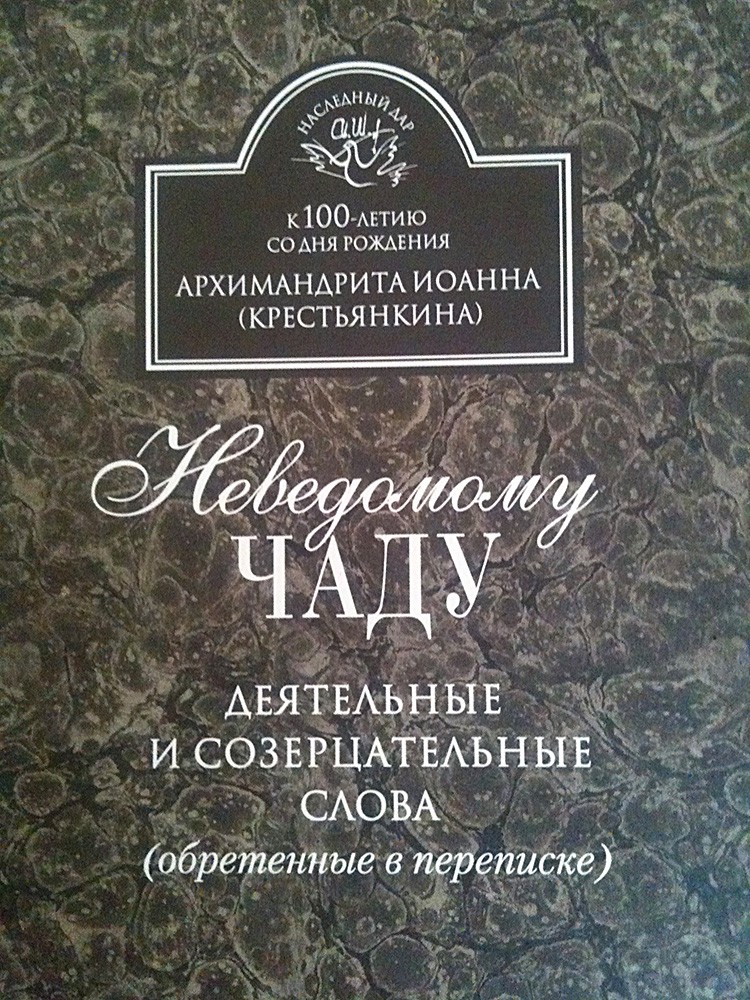 НАСЛЕДНЫЙ ДАР
К 100-ЛЕТИЮ
СО ДНЯ РОЖДЕНИЯ
АРХИМАНДРИТА ИОАННА
(КРЕСТЬЯНКИНА)
Неведомому
ЧАДУ
ДЕЯТЕЛЬНЫЕ
И СОЗЕРЦАТЕЛЬНЫЕ
СЛОВА
(обретенные в переписке)